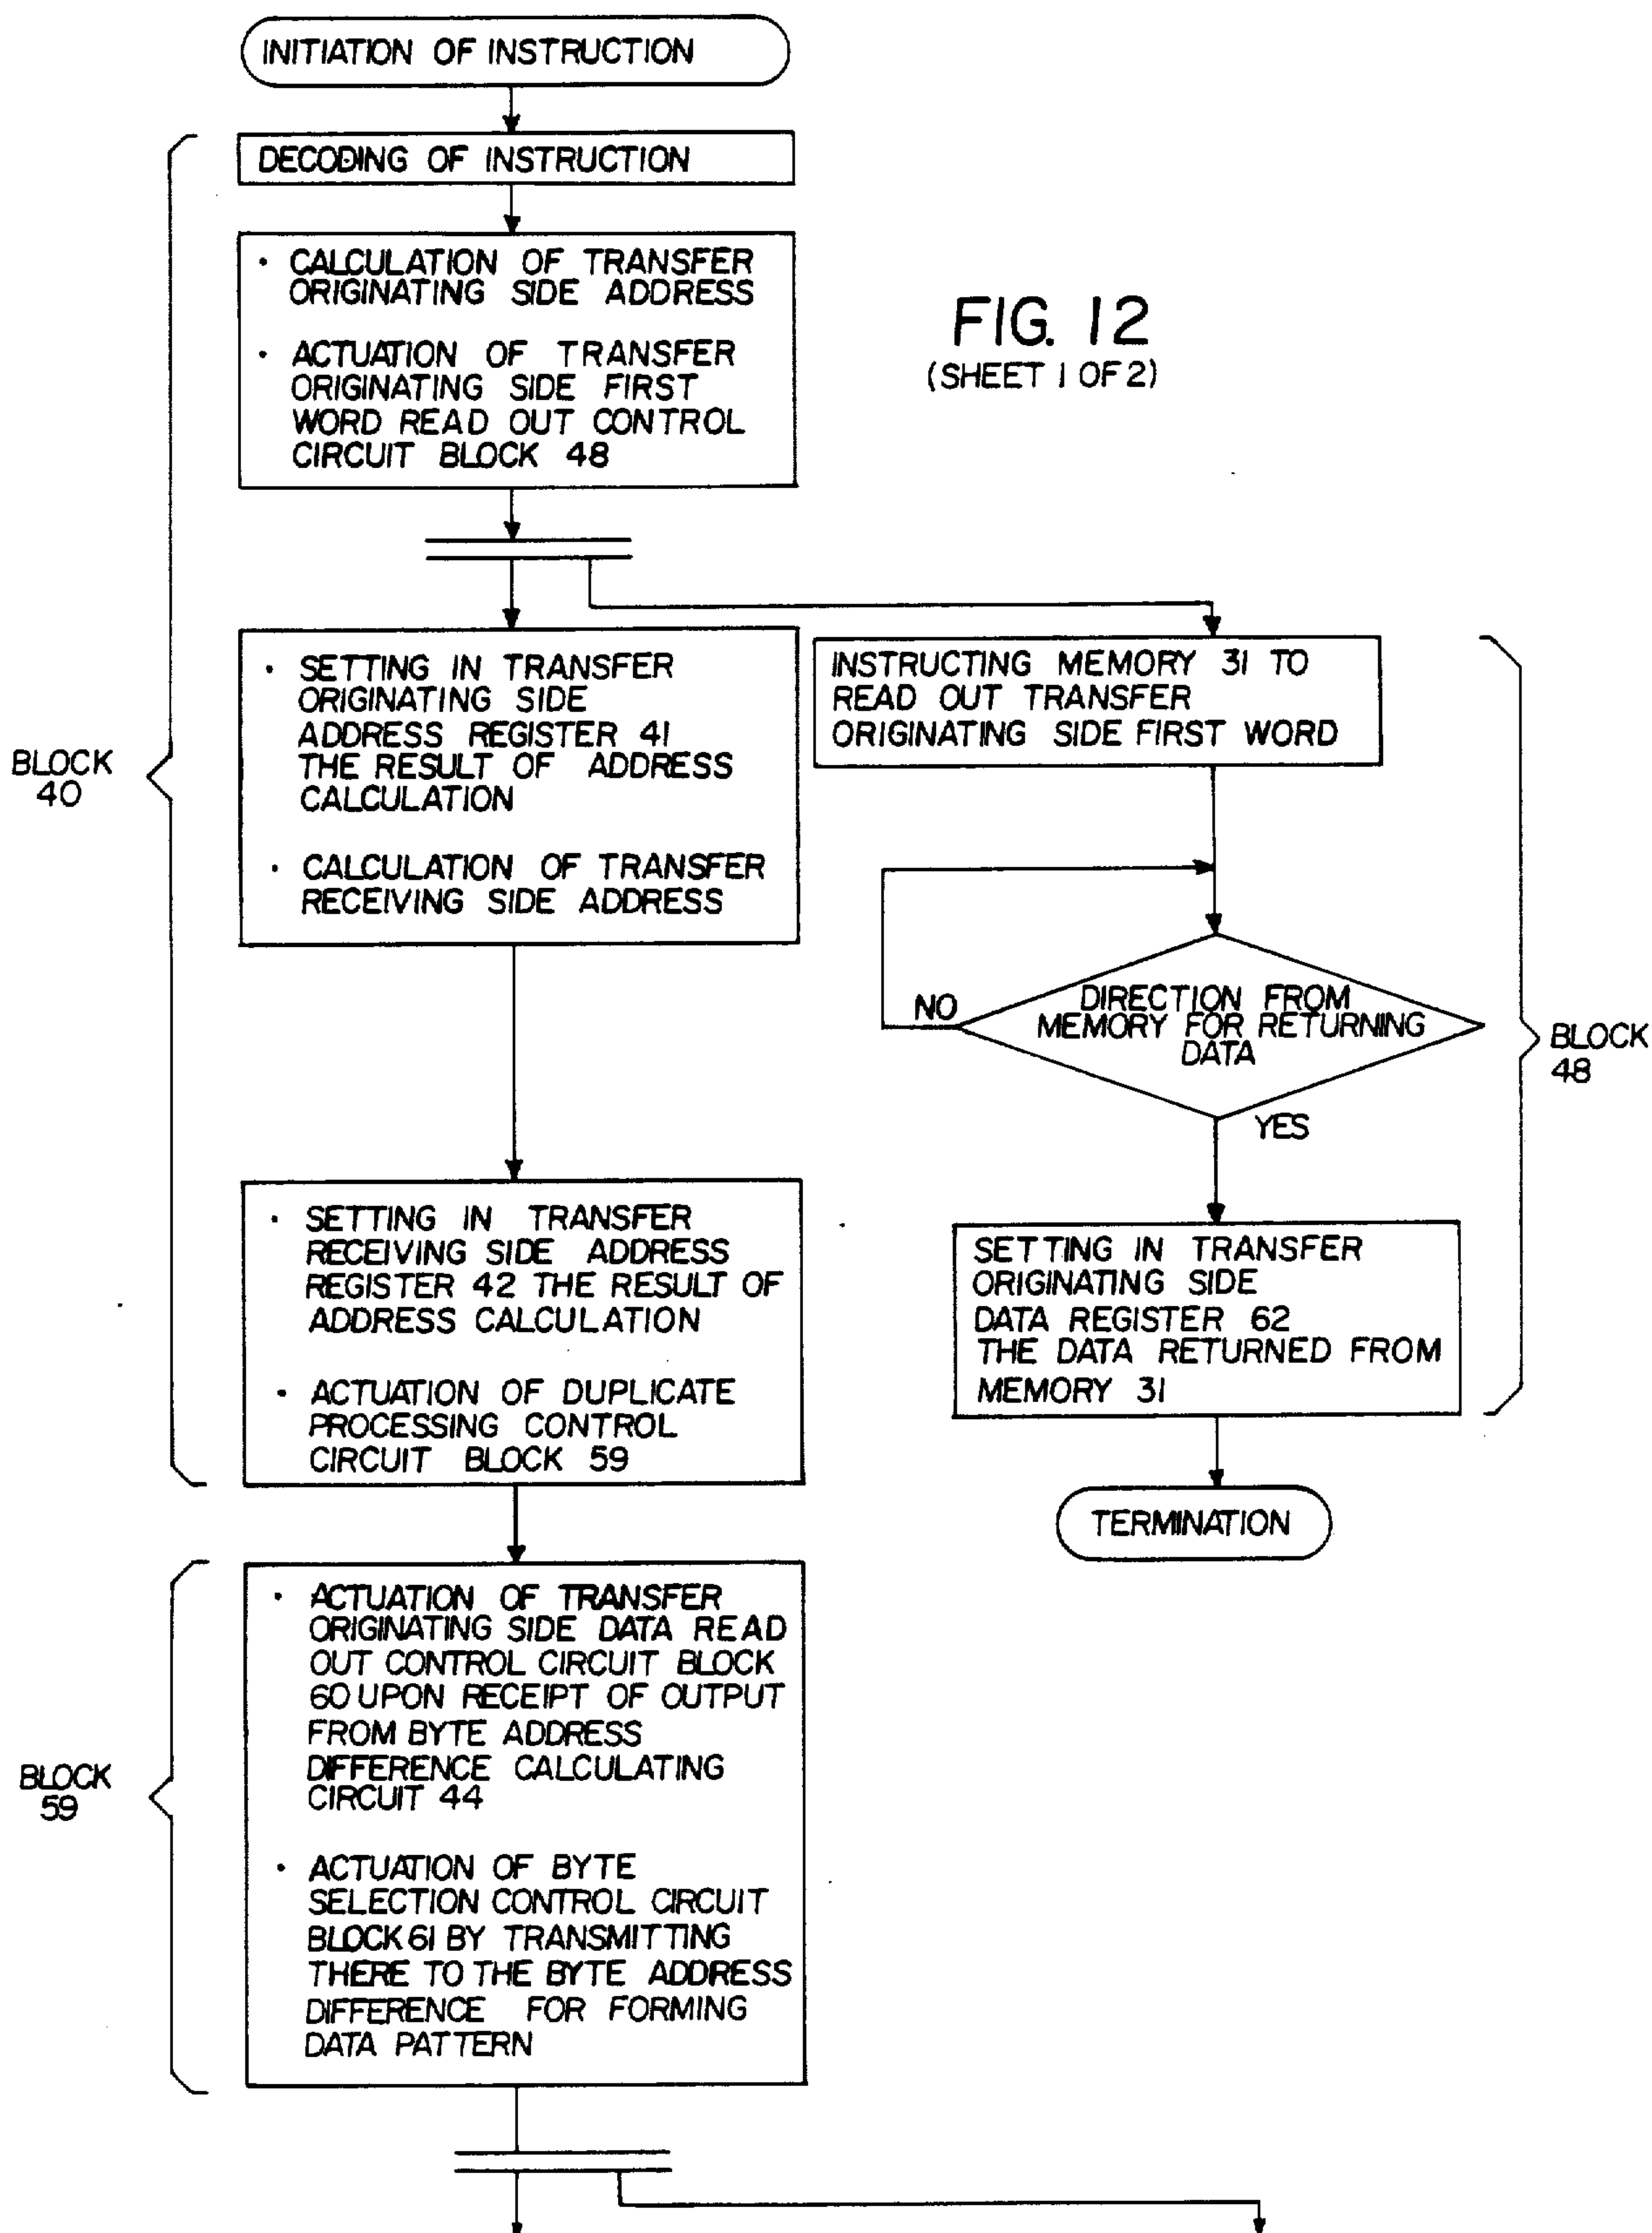 INITIATION OF INSTRUCTION
DECODING OF INSTRUCTION
· CALCULATION OF TRANSFER
ORIGINATING SIDE ADDRESS
· ACTUATION OF TRANSFER
ORIGINATING SIDE FIRST
WORD READ OUT CONTROL
CIRCUIT BLOCK 48
FIG. 12
(SHEET 1 OF 2)
BLOCK
40
· SETTING IN TRANSFER
ORIGINATING SIDE
ADDRESS REGISTER 41
THE RESULT OF ADDRESS
CALCULATION
· CALCULATION OF TRANSFER
RECEIVING SIDE ADDRESS
INSTRUCTING MEMORY 31 TO
READ OUT TRANSFER
ORIGINATING SIDE FIRST WORD
NO
DIRECTION FROM
MEMORY FOR RETURNING
DATA
YES
BLOCK
48
· SETTING IN TRANSFER
RECEIVING SIDE ADDRESS
REGISTER 42 THE RESULT OF
ADDRESS CALCULATION
· ACTUATION OF DUPLICATE
PROCESSING CONTROL
CIRCUIT BLOCK 59
SETTING IN TRANSFER
ORIGINATING SIDE
DATA REGISTER 62
THE DATA RETURNED FROM
MEMORY 31
TERMINATION
BLOCK
59
· ACTUATION OF TRANSFER
ORIGINATING SIDE DATA READ
OUT CONTROL CIRCUIT BLOCK
60 UPON RECEIPT OF OUTPUT
FROM BYTE ADDRESS
DIFFERENCE CALCULATING
CIRCUIT 44
· ACTUATION OF BYTE
SELECTION CONTROL CIRCUIT
BLOCK 61 BY TRANSMITTING
THERE TO THE BYTE ADDRESS
DIFFERENCE FOR FORMING
DATA PATTERN